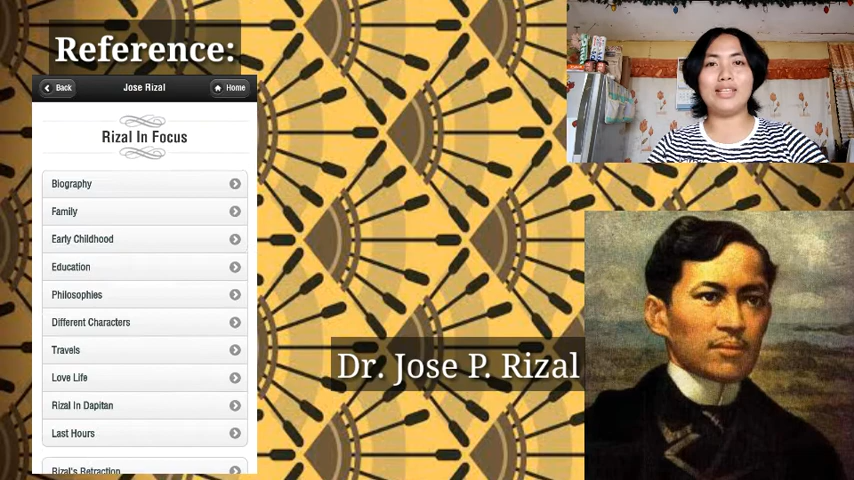 Reference:
Back
Jose Rizal
Home
Rizal In Focus
Biography
Family
Early Childhood
Education
Philosophies
Different Characters
Travels
Love Life
Rizal In Dapitan
Last Hours
Rizal's Retraction
Dr. Jose P. Rizal